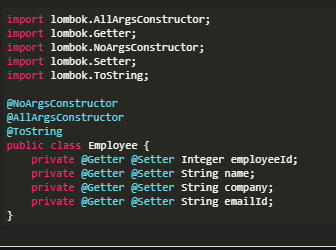 import lombok.AllArgsConstructor;
import lombok.Getter;
import lombok.NoArgsConstructor;
import lombok.Setter;
import lombok.ToString;

@NoArgsConstructor
@AllArgsConstructor
@ToString
public class Employee {
    private @Getter @Setter Integer employeeId;
    private @Getter @Setter String name;
    private @Getter @Setter String company;
    private @Getter @Setter String emailId;
}